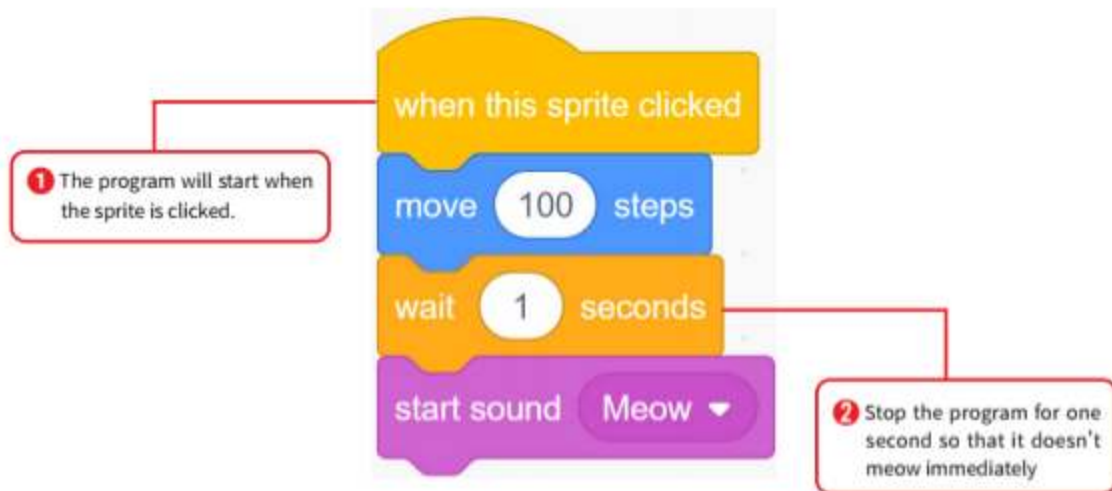 when this sprite clicked
1 The program will start when
the sprite is clicked.
move 100 steps
wait 1 seconds
start sound Meow
2 Stop the program for one
second so that it doesn't
meow immediately